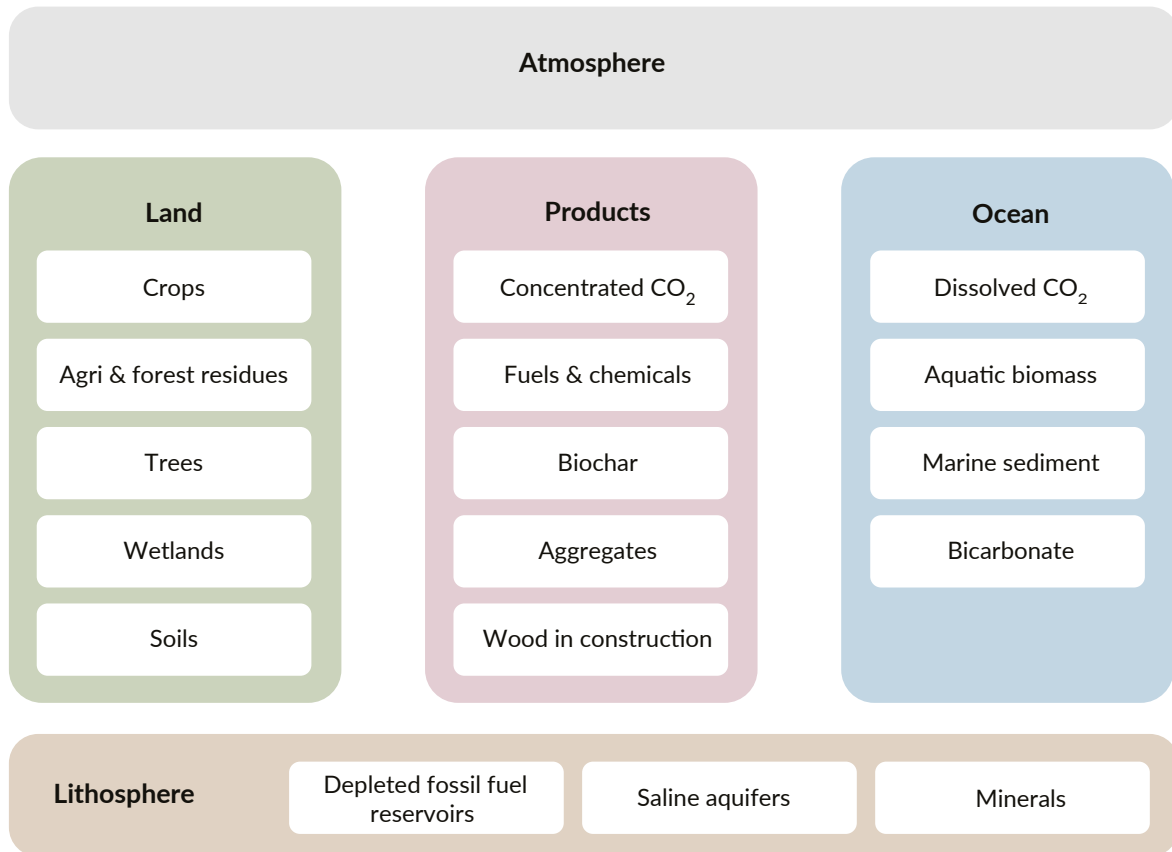 Atmosphere
Land
Crops
Agri & forest residues
Trees
Wetlands
Soils
Products
Concentrated CO₂
Fuels & chemicals
Biochar
Aggregates
Wood in construction
Ocean
Dissolved CO₂
Aquatic biomass
Marine sediment
Bicarbonate
Lithosphere
Depleted fossil fuel
reservoirs
Saline aquifers
Minerals